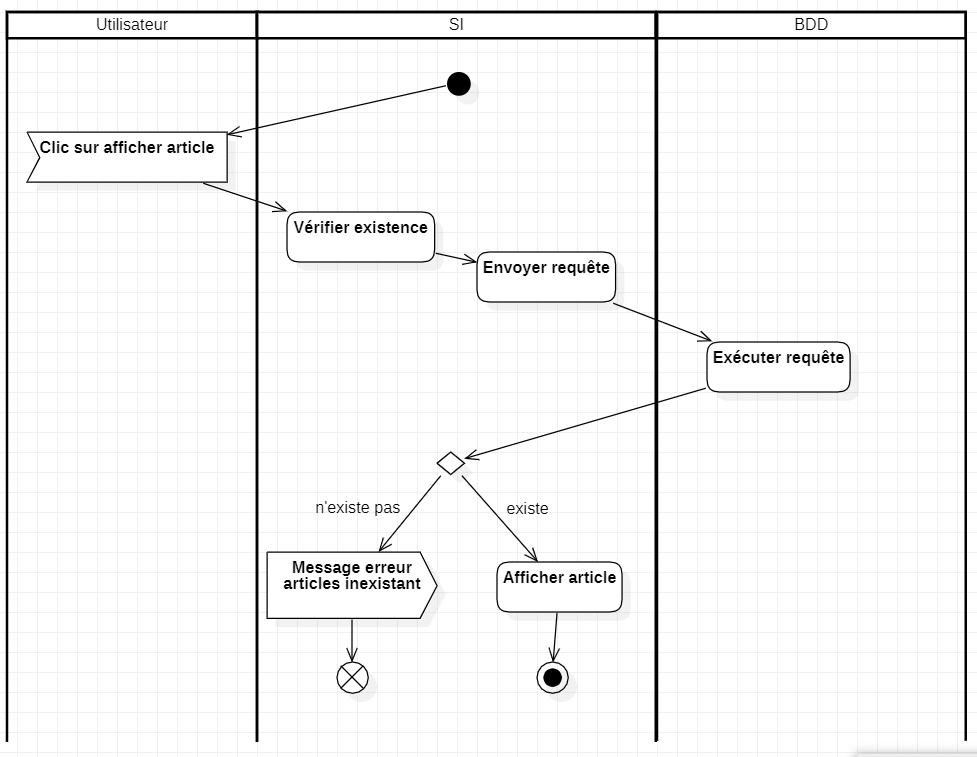 Utilisateur
SI
BDD
Clic sur afficher article
Vérifier existence
Envoyer requête
Exécuter requête
n'existe pas
existe
Message erreur
articles inexistant
Afficher article